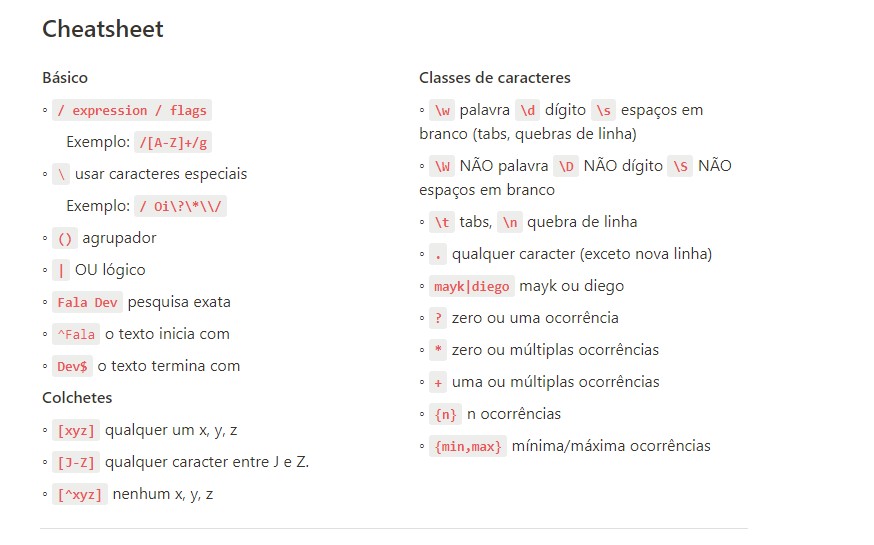 Cheatsheet
Básico
◦ / expression / flags
Exemplo: /[A-Z]+/g
◦ \ usar caracteres especiais
Exemplo: / Oi\?\*\\/
◦ () agrupador
◦ | OU lógico
◦ Fala Dev pesquisa exata
◦ ^Fala o texto inicia com
◦ Dev$ o texto termina com
Colchetes
◦ [xyz] qualquer um x, y, z
◦ [J-Z] qualquer caracter entre J e Z.
◦ [^xyz] nenhum x, y, z
Classes de caracteres
◦ \w palavra \d dígito \s espaços em
branco (tabs, quebras de linha)
◦ \W NÃO palavra \D NÃO dígito \S NÃO
espaços em branco
◦ \t tabs, \n quebra de linha
◦ . qualquer caracter (exceto nova linha)
◦ mayk|diego mayk ou diego
◦ ? zero ou uma ocorrência
◦ * zero ou múltiplas ocorrências
◦ + uma ou múltiplas ocorrências
◦ {n} n ocorrências
◦ {min,max} mínima/máxima ocorrências